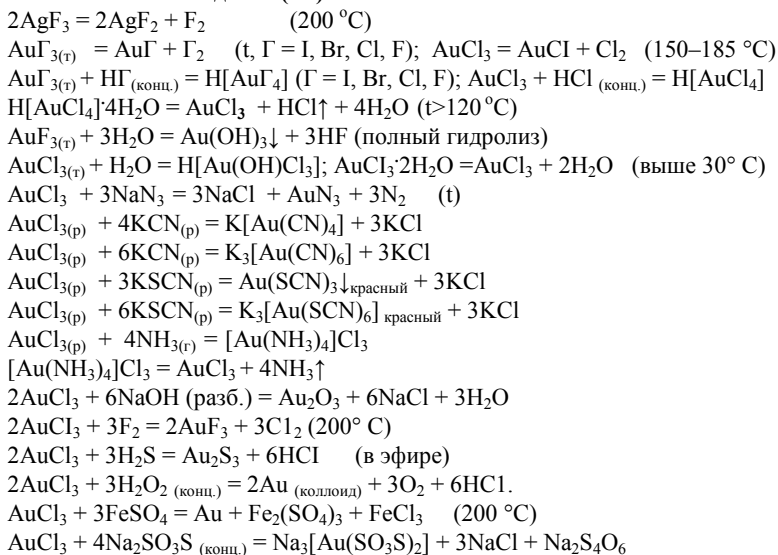 2AgF₃ = 2AgF₂ + F₂ (200 °C)
AuГ₃₍т₎ = AuГ + Г₂ (t, Г = I, Br, Cl, F); AuCl₃ = AuCI + Cl₂ (150–185 °C)
AuГ₃₍т₎ + HГ₍конц.₎ = H[AuГ₄] (Г = I, Br, Cl, F); AuCl₃ + HCl ₍конц.₎ = H[AuCl₄]
H[AuCl₄]·4H₂O = AuCl₃ + HCl↑ + 4H₂O (t>120 °C)
AuF₃₍т₎ + 3H₂O = Au(OH)₃↓ + 3HF (полный гидролиз)
AuCl₃₍т₎ + H₂O = H[Au(OH)Cl₃]; AuCI₃·2H₂O =AuCl₃ + 2H₂O (выше 30° C)
AuCl₃ + 3NaN₃ = 3NaCl + AuN₃ + 3N₂ (t)
AuCl₃₍р₎ + 4KCN₍р₎ = K[Au(CN)₄] + 3KCl
AuCl₃₍р₎ + 6KCN₍р₎ = K₃[Au(CN)₆] + 3KCl
AuCl₃₍р₎ + 3KSCN₍р₎ = Au(SCN)₃↓красный + 3KCl
AuCl₃₍р₎ + 6KSCN₍р₎ = K₃[Au(SCN)₆] красный + 3KCl
AuCl₃₍р₎ + 4NH₃₍г₎ = [Au(NH₃)₄]Cl₃
[Au(NH₃)₄]Cl₃ = AuCl₃ + 4NH₃↑
2AuCl₃ + 6NaOH (разб.) = Au₂O₃ + 6NaCl + 3H₂O
2AuCI₃ + 3F₂ = 2AuF₃ + 3C1₂ (200° C)
2AuCl₃ + 3H₂S = Au₂S₃ + 6HCI (в эфире)
2AuCl₃ + 3H₂O₂ ₍конц.₎ = 2Au ₍коллоид₎ + 3O₂ + 6HC1.
AuCl₃ + 3FeSO₄ = Au + Fe₂(SO₄)₃ + FeCl₃ (200 °C)
AuCl₃ + 4Na₂SO₃S ₍конц.₎ = Na₃[Au(SO₃S)₂] + 3NaCl + Na₂S₄O₆